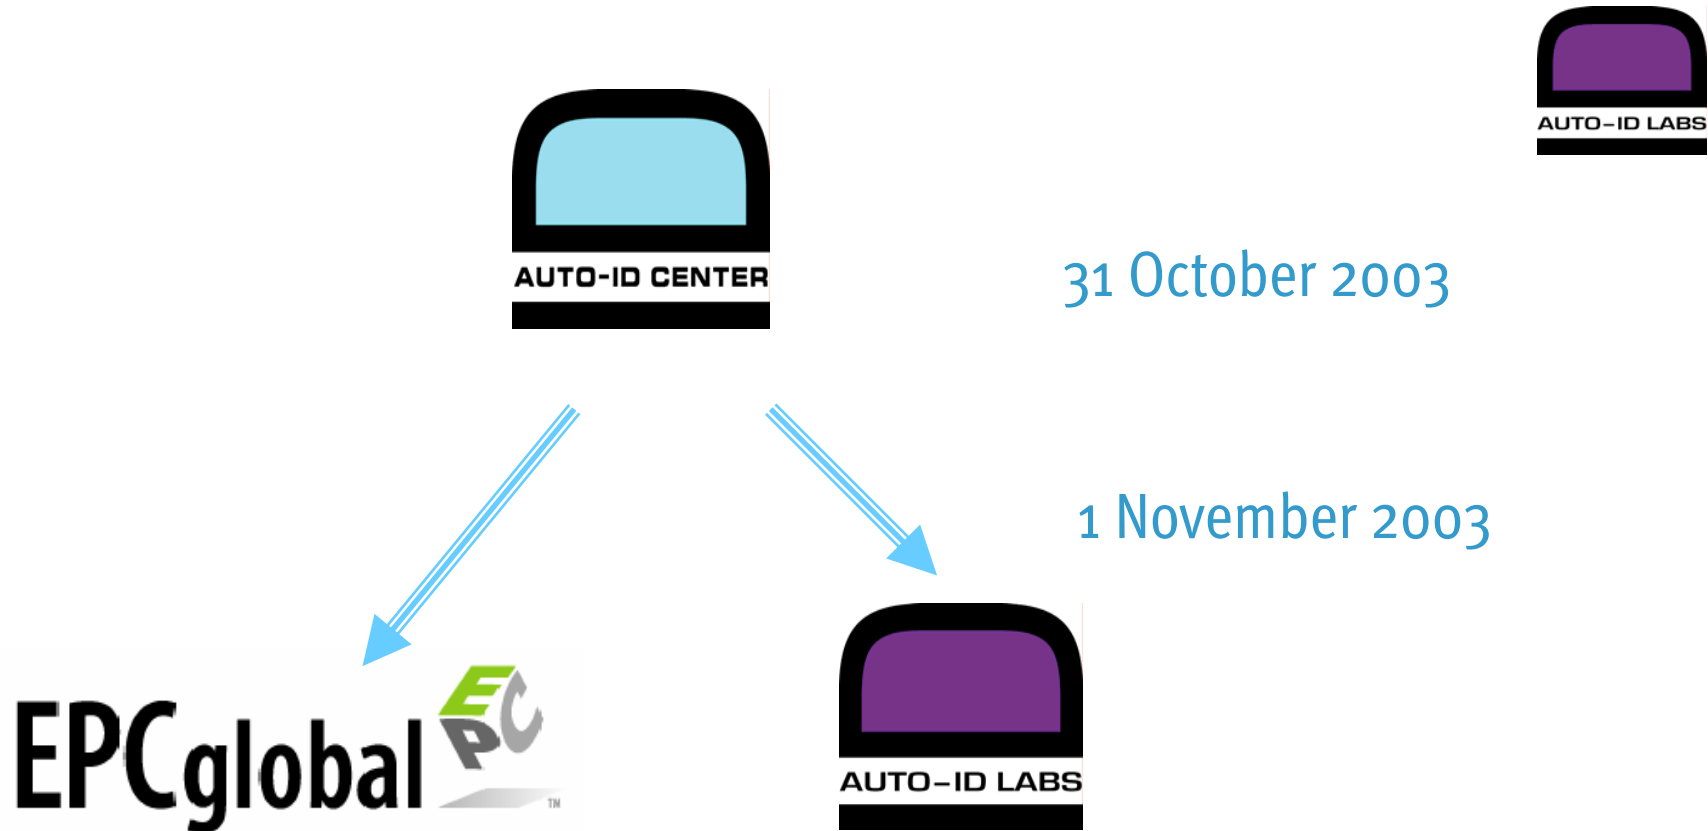 AUTO-ID LABS
AUTO-ID CENTER
31 October 2003
1 November 2003
EPCglobal
EPC
TM
AUTO-ID LABS